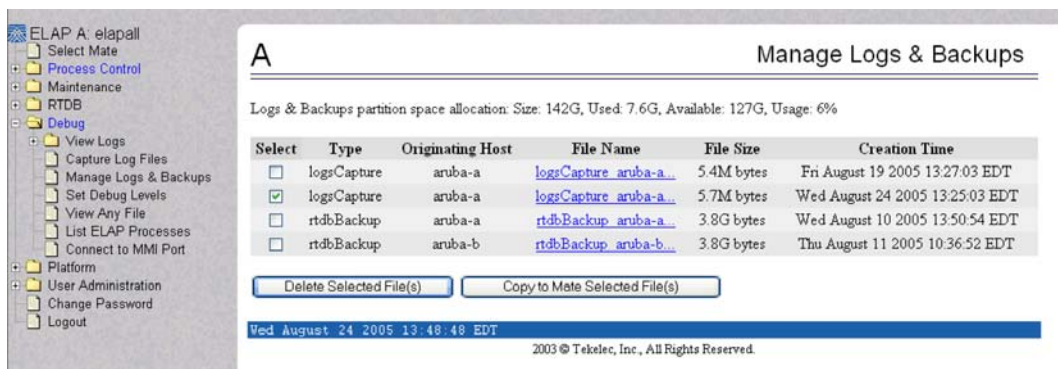 ELAP A: elapall
Select Mate
Process Control
Maintenance
RTDB
Debug
View Logs
Capture Log Files
Manage Logs & Backups
Set Debug Levels
View Any File
List ELAP Processes
Connect to MMI Port
Platform
User Administration
Change Password
Logout
A
Manage Logs & Backups
Logs & Backups partition space allocation: Size: 142G, Used: 7.6G, Available: 127G, Usage: 6%
Select Type Originating Host File Name File Size Creation Time
logsCapture aruba-a logsCapture_aruba-a... 5.4M bytes Fri August 19 2005 13:27:03 EDT
logsCapture aruba-a logsCapture_aruba-a... 5.7M bytes Wed August 24 2005 13:25:03 EDT
rtdbBackup aruba-a rtdbBackup_aruba-a... 3.8G bytes Wed August 10 2005 13:50:54 EDT
rtdbBackup aruba-b rtdbBackup_aruba-b... 3.8G bytes Thu August 11 2005 10:36:52 EDT
Delete Selected File(s) Copy to Mate Selected File(s)
Wed August 24 2005 13:48:48 EDT
2003 © Tekelec, Inc., All Rights Reserved.